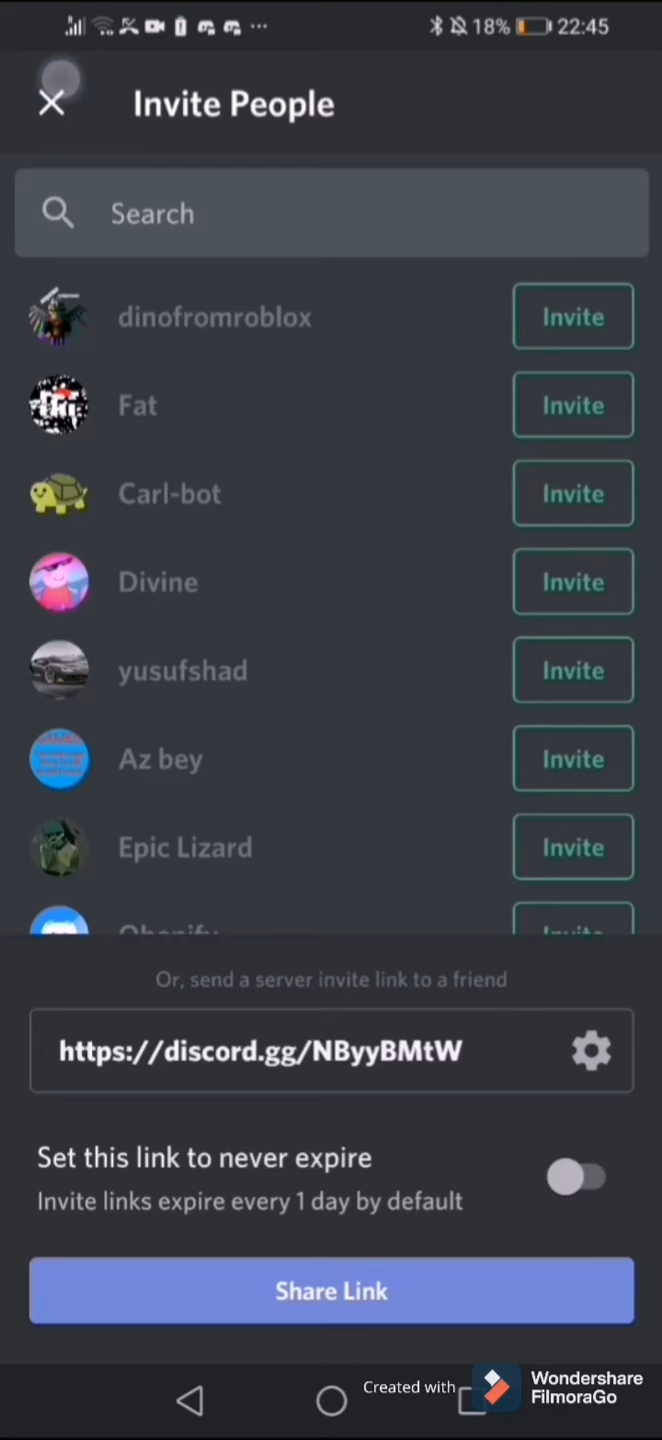 18% 22:45
Invite People
Search
dinofromroblox Invite
Fat Invite
Carl-bot Invite
Divine Invite
yusufshad Invite
Az bey Invite
Epic Lizard Invite
Or, send a server invite link to a friend
https://discord.gg/NByyBMtW
Set this link to never expire
Invite links expire every 1 day by default
Share Link
Created with Wondershare
FilmoraGo